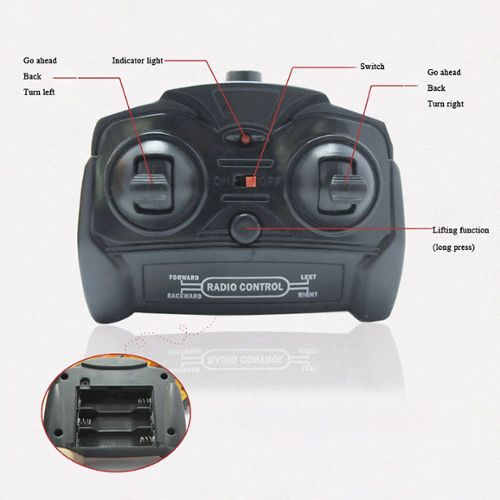 Go ahead
Back
Turn left
Indicator light
Switch
Go ahead
Back
Turn right
ON OFF
Lifting function
(long press)
FORWARD LEET
RADIO CONTROL
BACKWARD RIGHT